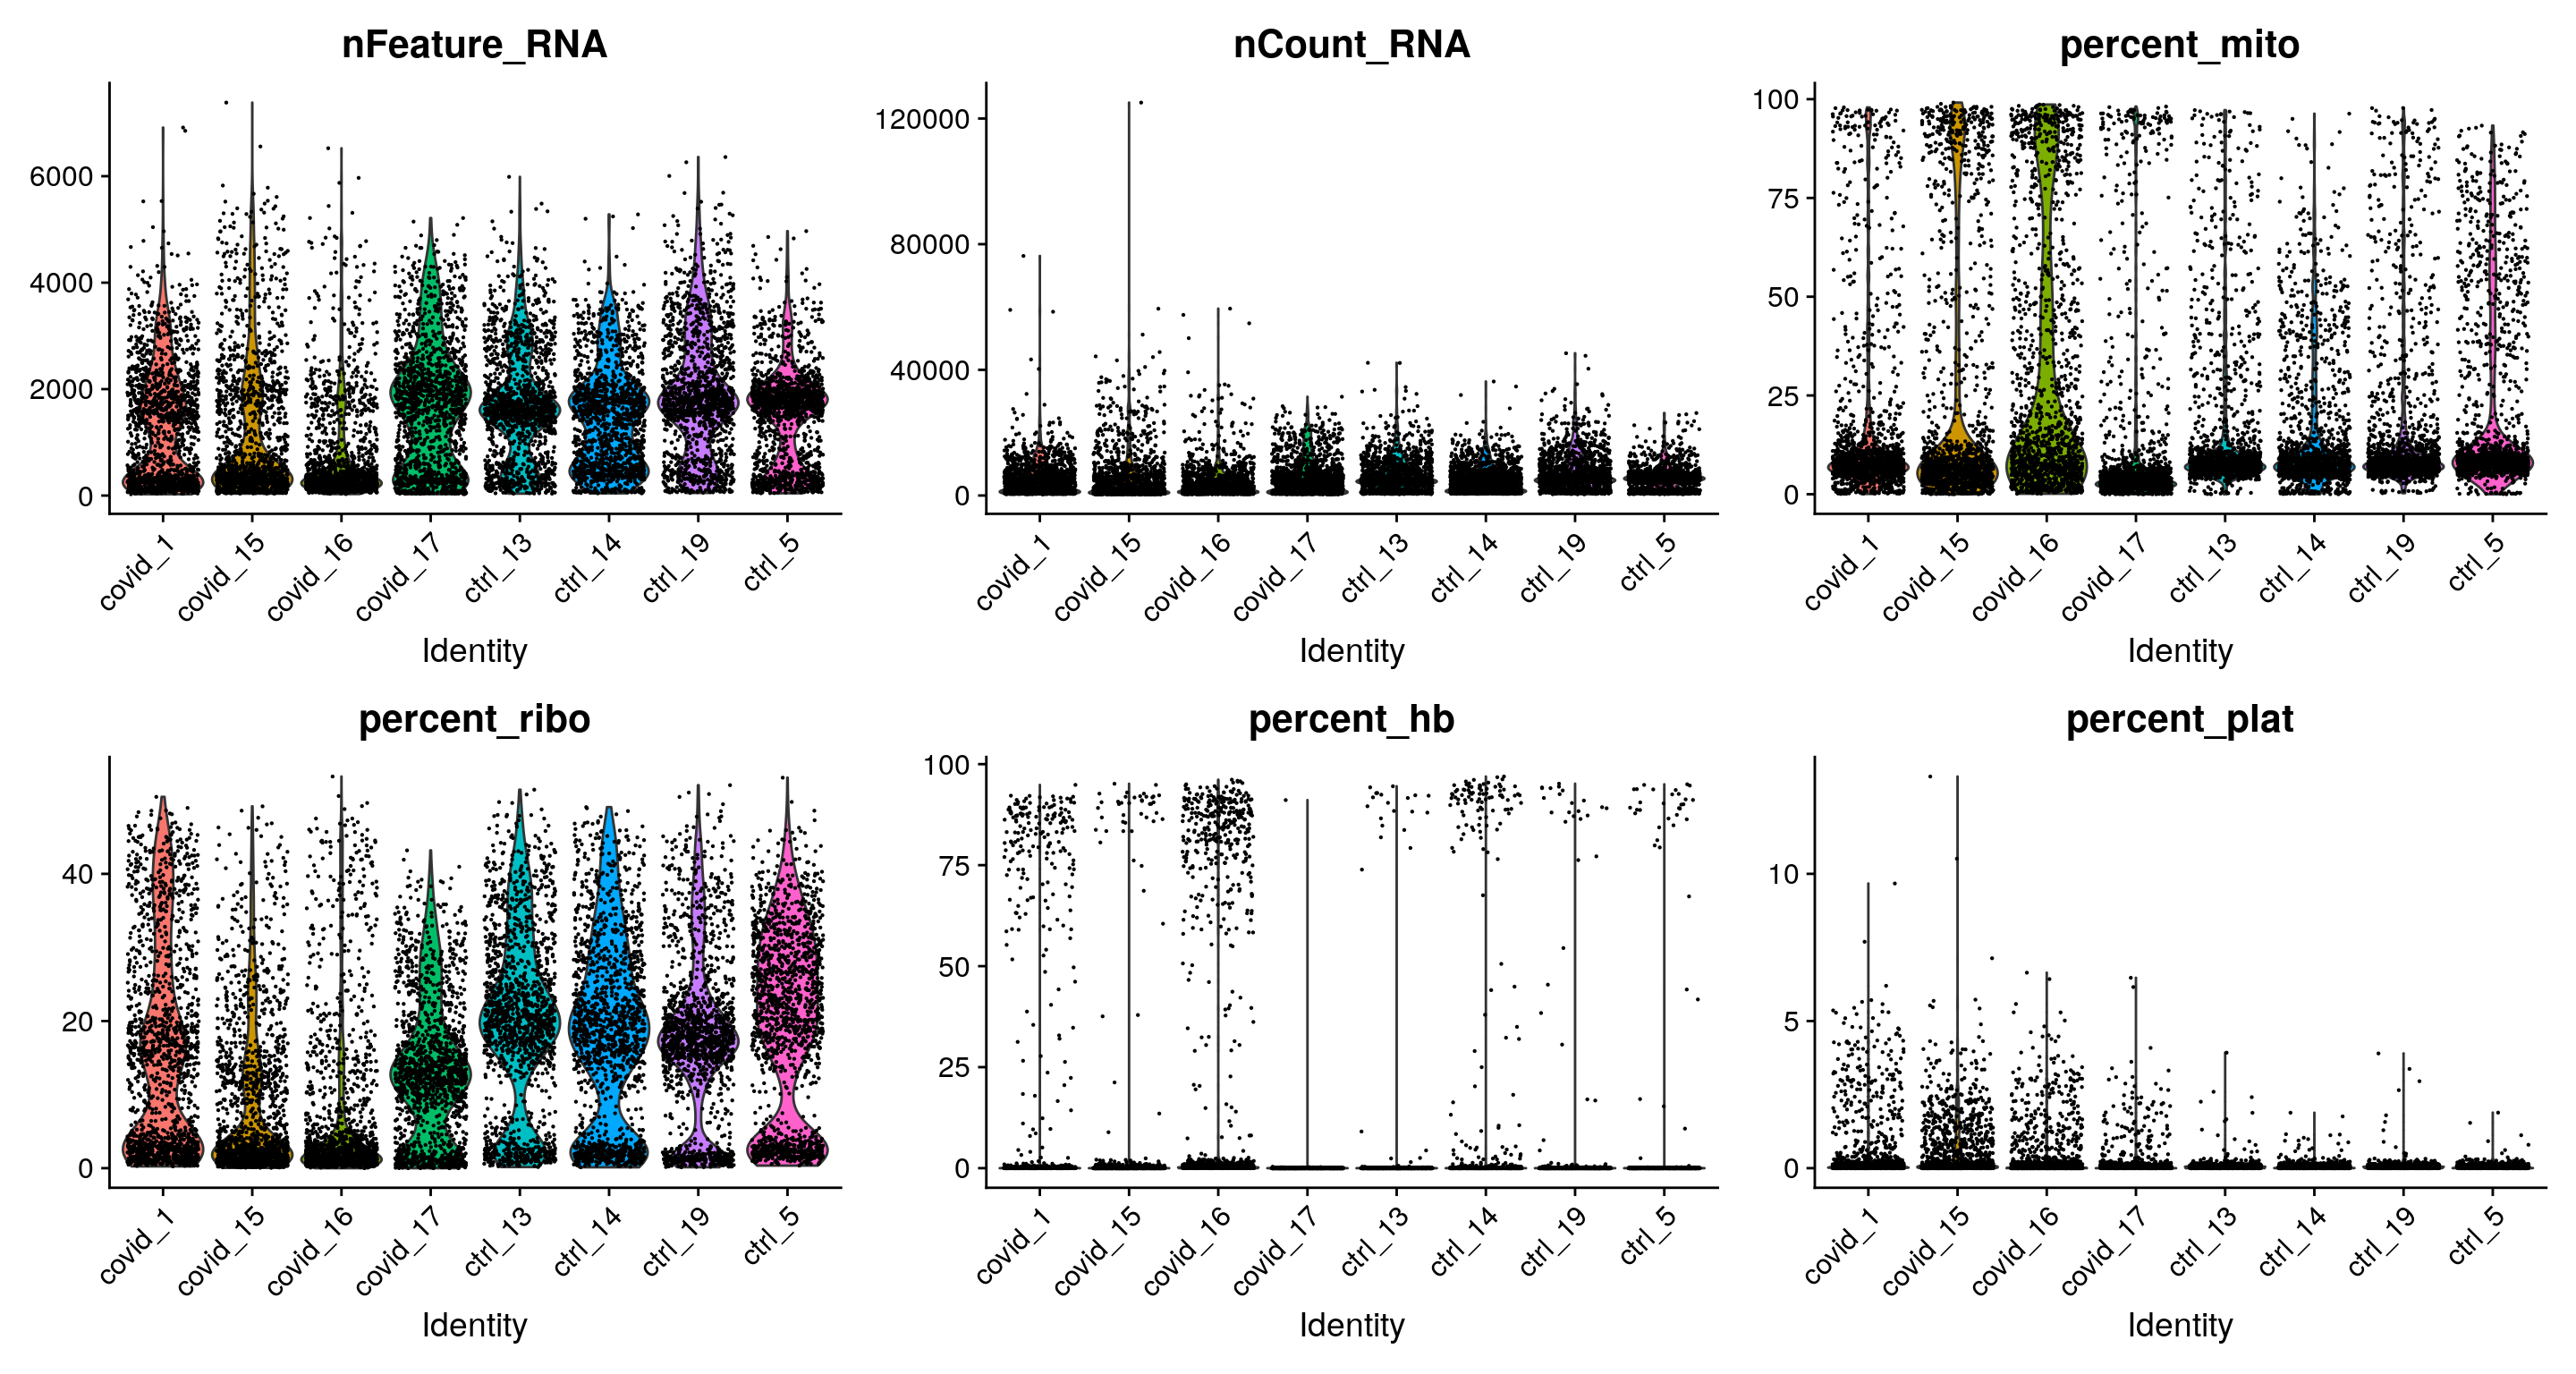 nFeature_RNA
6000
4000
2000
0
covid_1
covid_15
covid_16
covid_17
ctrl_13
ctrl_14
ctrl_19
ctrl_5
Identity
nCount_RNA
120000
80000
40000
0
covid_1
covid_15
covid_16
covid_17
ctrl_13
ctrl_14
ctrl_19
ctrl_5
Identity
percent_mito
100
75
50
25
0
covid_1
covid_15
covid_16
covid_17
ctrl_13
ctrl_14
ctrl_19
ctrl_5
Identity
percent_ribo
40
20
0
covid_1
covid_15
covid_16
covid_17
ctrl_13
ctrl_14
ctrl_19
ctrl_5
Identity
percent_hb
100
75
50
25
0
covid_1
covid_15
covid_16
covid_17
ctrl_13
ctrl_14
ctrl_19
ctrl_5
Identity
percent_plat
10
5
0
covid_1
covid_15
covid_16
covid_17
ctrl_13
ctrl_14
ctrl_19
ctrl_5
Identity